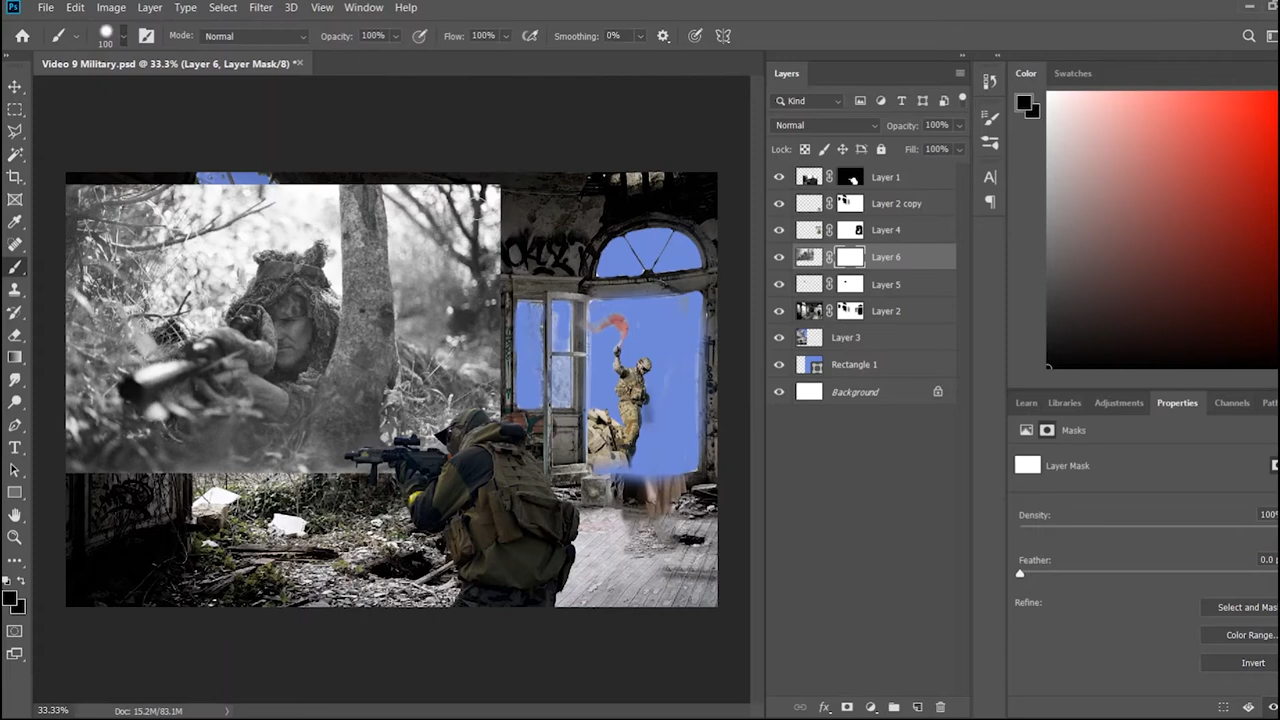 Ps File Edit Image Layer Type Select Filter 3D View Window Help
100 Mode: Normal Opacity: 100% Flow: 100% Smoothing: 0%
Video 9 Military.psd @ 33.3% (Layer 6, Layer Mask/8) *
Layers
Color Swatches
Kind
Normal Opacity: 100%
Lock: Fill: 100%
Layer 1
Layer 2 copy
Layer 4
Layer 6
Layer 5
Layer 2
Layer 3
Rectangle 1
Background
Learn Libraries Adjustments Properties Channels Pat
Masks
Layer Mask
Density: 100%
Feather: 0.0 p
Refine: Select and Mas
Color Range...
Invert
33.33% Doc: 15.2M/83.1M